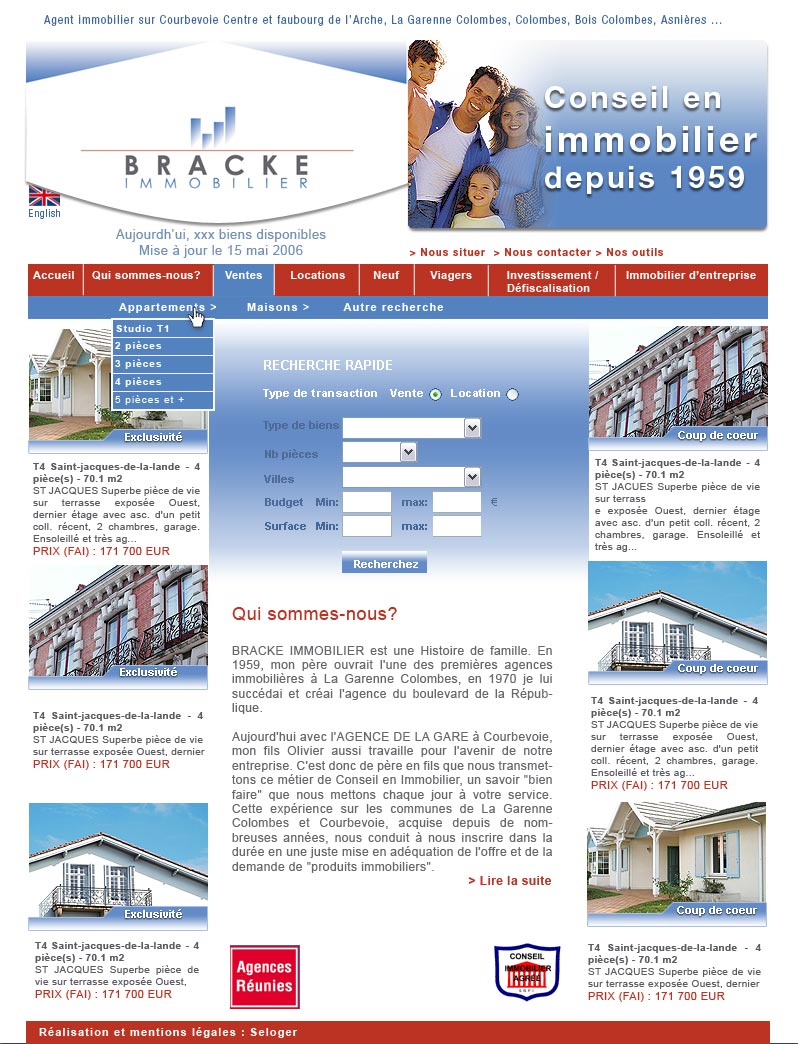 Agent immobilier sur Courbevoie Centre et faubourg de l'Arche, La Garenne Colombes, Colombes, Bois Colombes, Asnières ...
BRACKE
IMMOBILIER
Conseil en
immobilier
depuis 1959
English
Aujourdh'ui, xxx biens disponibles
Mise à jour le 15 mai 2006
> Nous situer > Nous contacter > Nos outils
Accueil Qui sommes-nous? Ventes Locations Neuf Viagers Investissement / Immobilier d'entreprise
Défiscalisation
Appartements > Maisons > Autre recherche
Studio T1
2 pièces
3 pièces
4 pièces
5 pièces et +
Exclusivité
T4 Saint-jacques-de-la-lande - 4
pièce(s) - 70.1 m2
ST JACQUES Superbe pièce de vie
sur terrasse exposée Ouest,
dernier étage avec asc. d'un petit
coll. récent, 2 chambres, garage.
Ensoleillé et très ag...
PRIX (FAI) : 171 700 EUR
Exclusivité
T4 Saint-jacques-de-la-lande - 4
pièce(s) - 70.1 m2
ST JACQUES Superbe pièce de vie
sur terrasse exposée Ouest, dernier
PRIX (FAI) : 171 700 EUR
Exclusivité
T4 Saint-jacques-de-la-lande - 4
pièce(s) - 70.1 m2
ST JACQUES Superbe pièce de
vie sur terrasse exposée Ouest,
PRIX (FAI) : 171 700 EUR
RECHERCHE RAPIDE
Type de transaction Vente Location
Type de biens
Nb pièces
Villes
Budget Min: max: €
Surface Min: max:
Recherchez
Qui sommes-nous?
BRACKE IMMOBILIER est une Histoire de famille. En
1959, mon père ouvrait l'une des premières agences
immobilières à La Garenne Colombes, en 1970 je lui
succédai et créai l'agence du boulevard de la Répub-
lique.
Aujourd'hui avec l'AGENCE DE LA GARE à Courbevoie,
mon fils Olivier aussi travaille pour l'avenir de notre
entreprise. C'est donc de père en fils que nous transmet-
tons ce métier de Conseil en Immobilier, un savoir "bien
faire" que nous mettons chaque jour à votre service.
Cette expérience sur les communes de La Garenne
Colombes et Courbevoie, acquise depuis de nom-
breuses années, nous conduit à nous inscrire dans la
durée en une juste mise en adéquation de l'offre et de la
demande de "produits immobiliers".
> Lire la suite
Agences
Réunies
CONSEIL
IMMOBILIER
AGRÉÉ
Coup de coeur
T4 Saint-jacques-de-la-lande - 4
pièce(s) - 70.1 m2
ST JACUES Superbe pièce de vie
sur terrass
e exposée Ouest, dernier étage
avec asc. d'un petit coll. récent, 2
chambres, garage. Ensoleillé et
très ag...
Coup de coeur
T4 Saint-jacques-de-la-lande - 4
pièce(s) - 70.1 m2
ST JACQUES Superbe pièce de vie
sur terrasse exposée Ouest,
dernier étage avec asc. d'un petit
coll. récent, 2 chambres, garage.
Ensoleillé et très ag...
PRIX (FAI) : 171 700 EUR
Coup de coeur
T4 Saint-jacques-de-la-lande - 4
pièce(s) - 70.1 m2
ST JACQUES Superbe pièce de vie
sur terrasse exposée Ouest, dernier
PRIX (FAI) : 171 700 EUR
Réalisation et mentions légales : Seloger